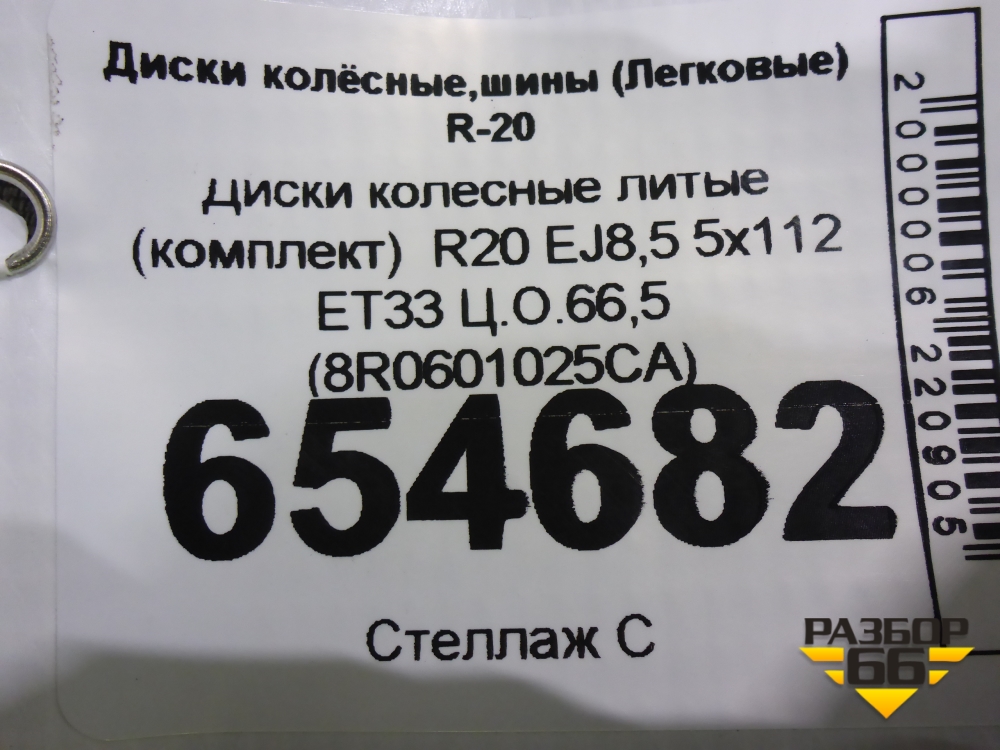 Диски колёсные,шины (Легковые)
R-20
Диски колесные литые
(комплект) R20 EJ8,5 5x112
ET33 Ц.О.66,5
(8R0601025CA)
654682
Стеллаж С
2000006220905
РАЗБОР
66